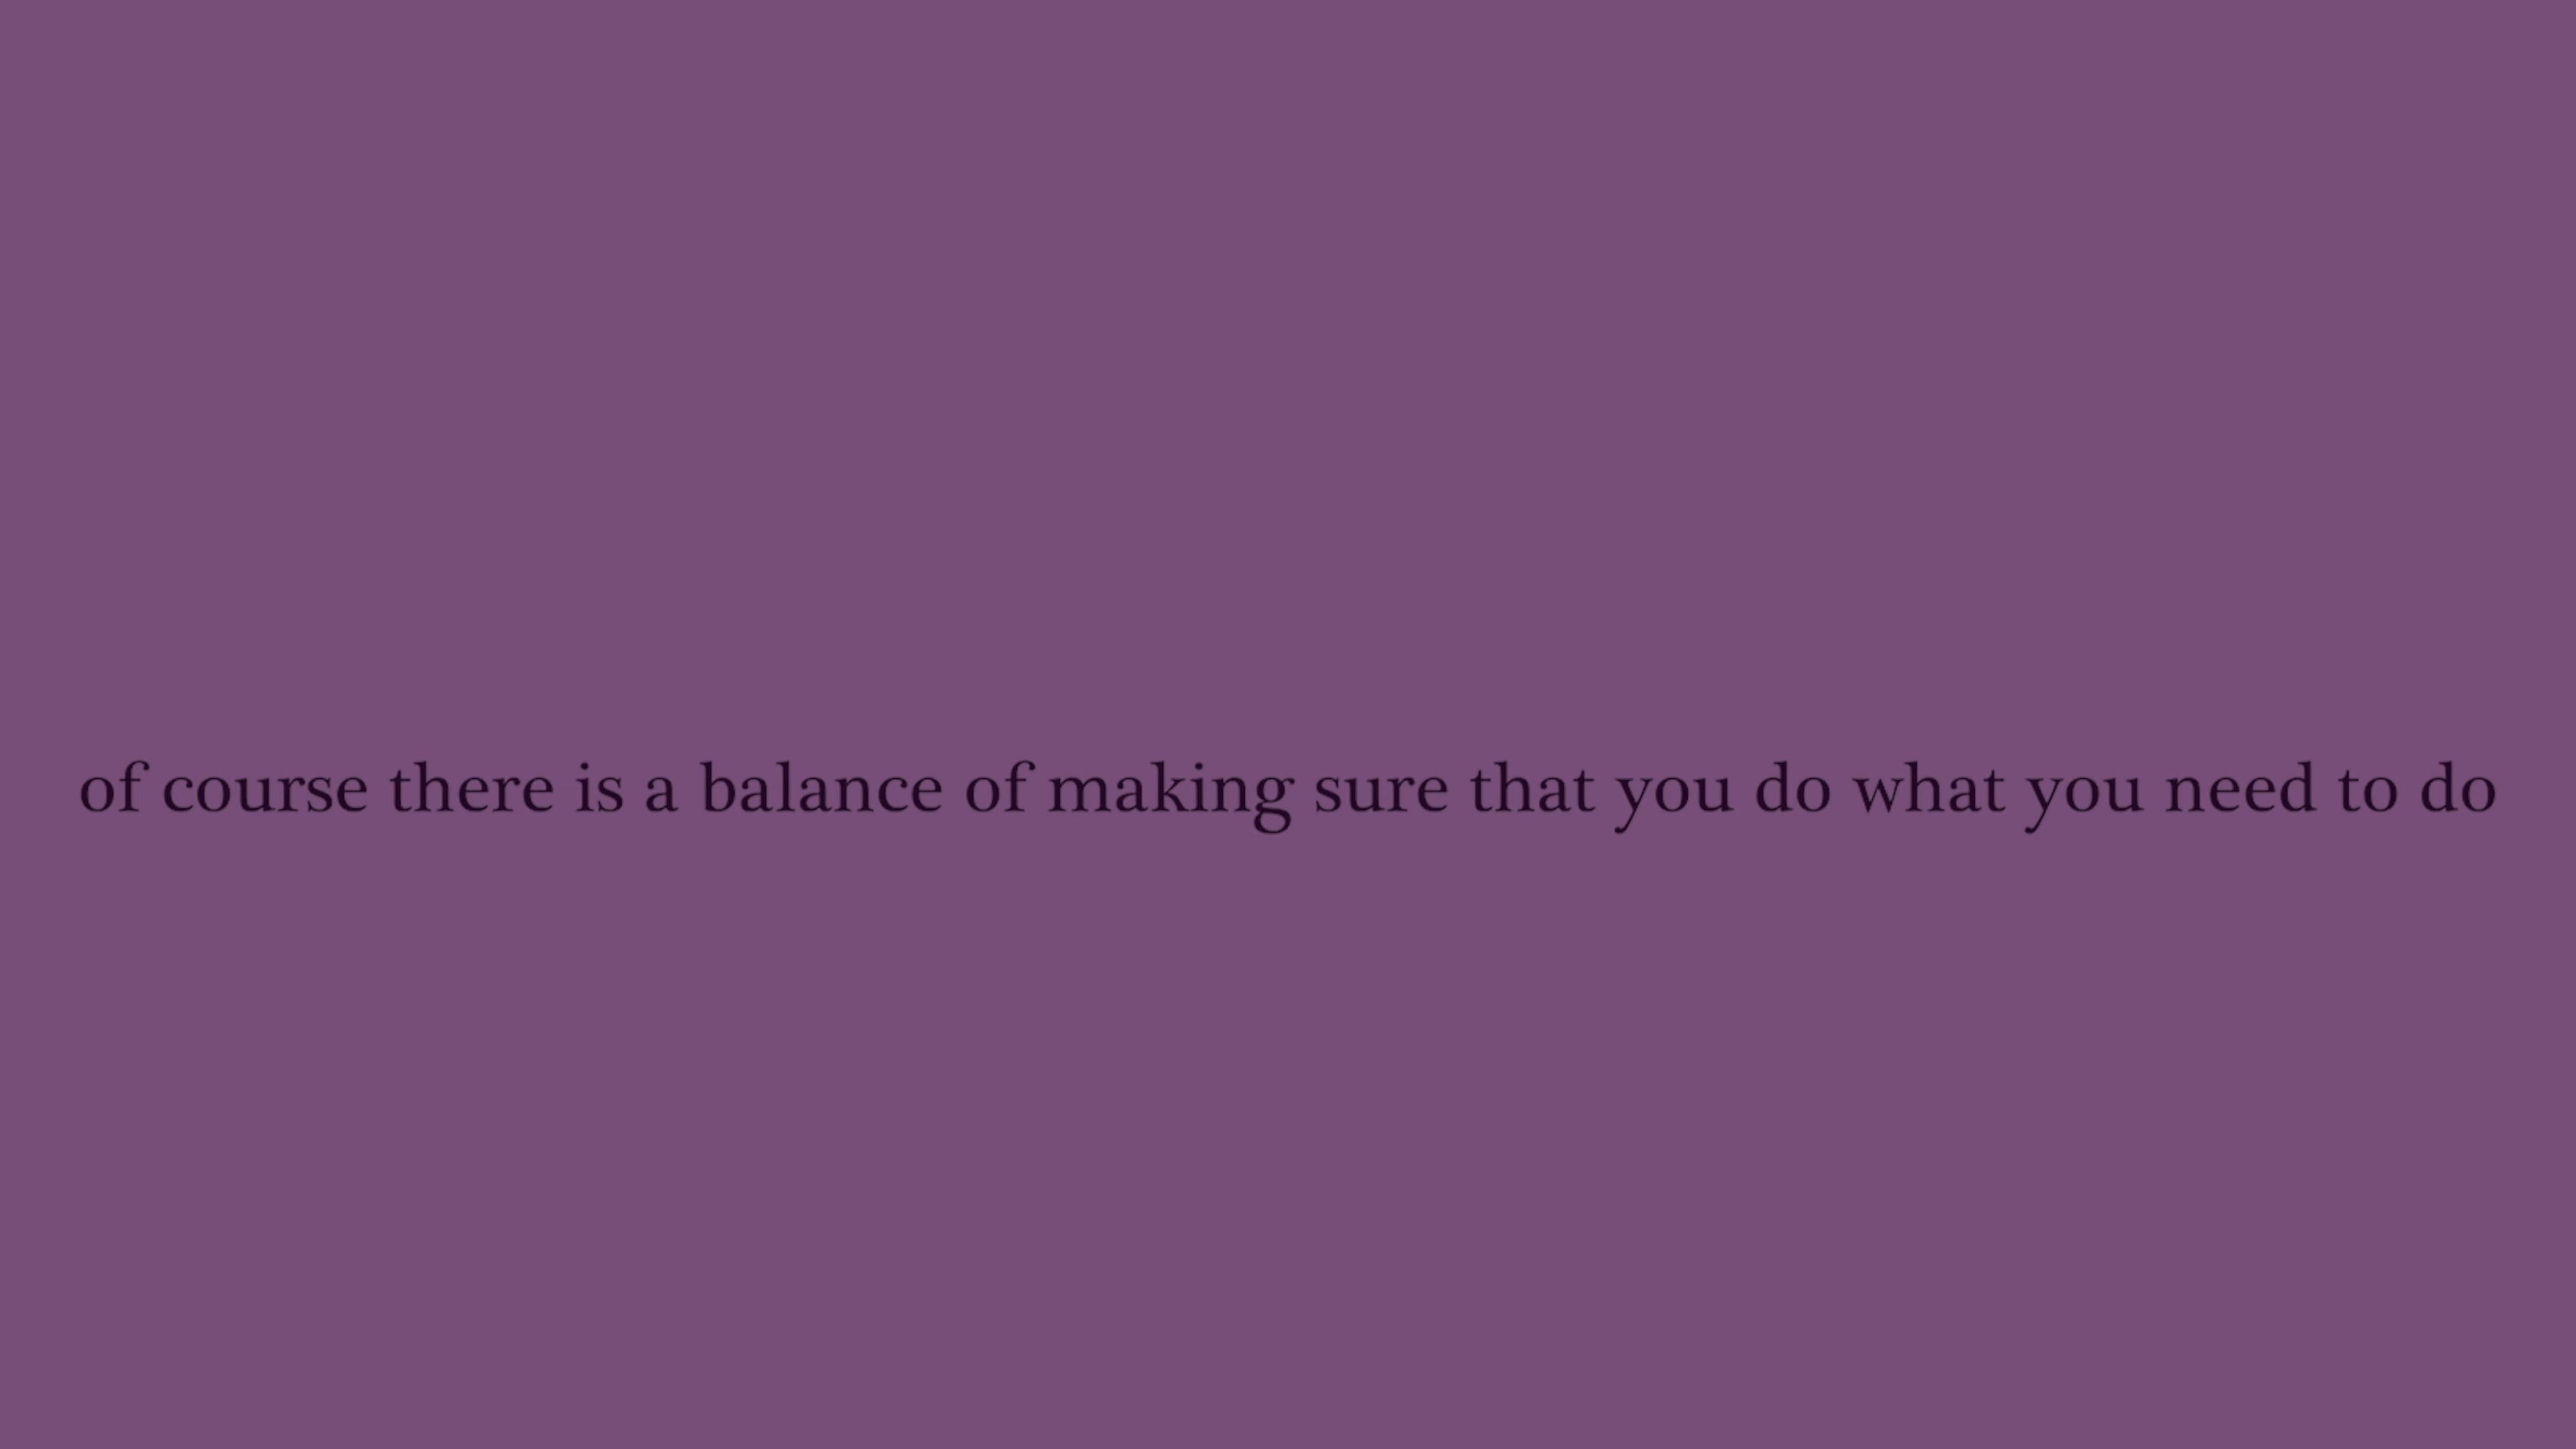 of course there is a balance of making sure that you do what you need to do